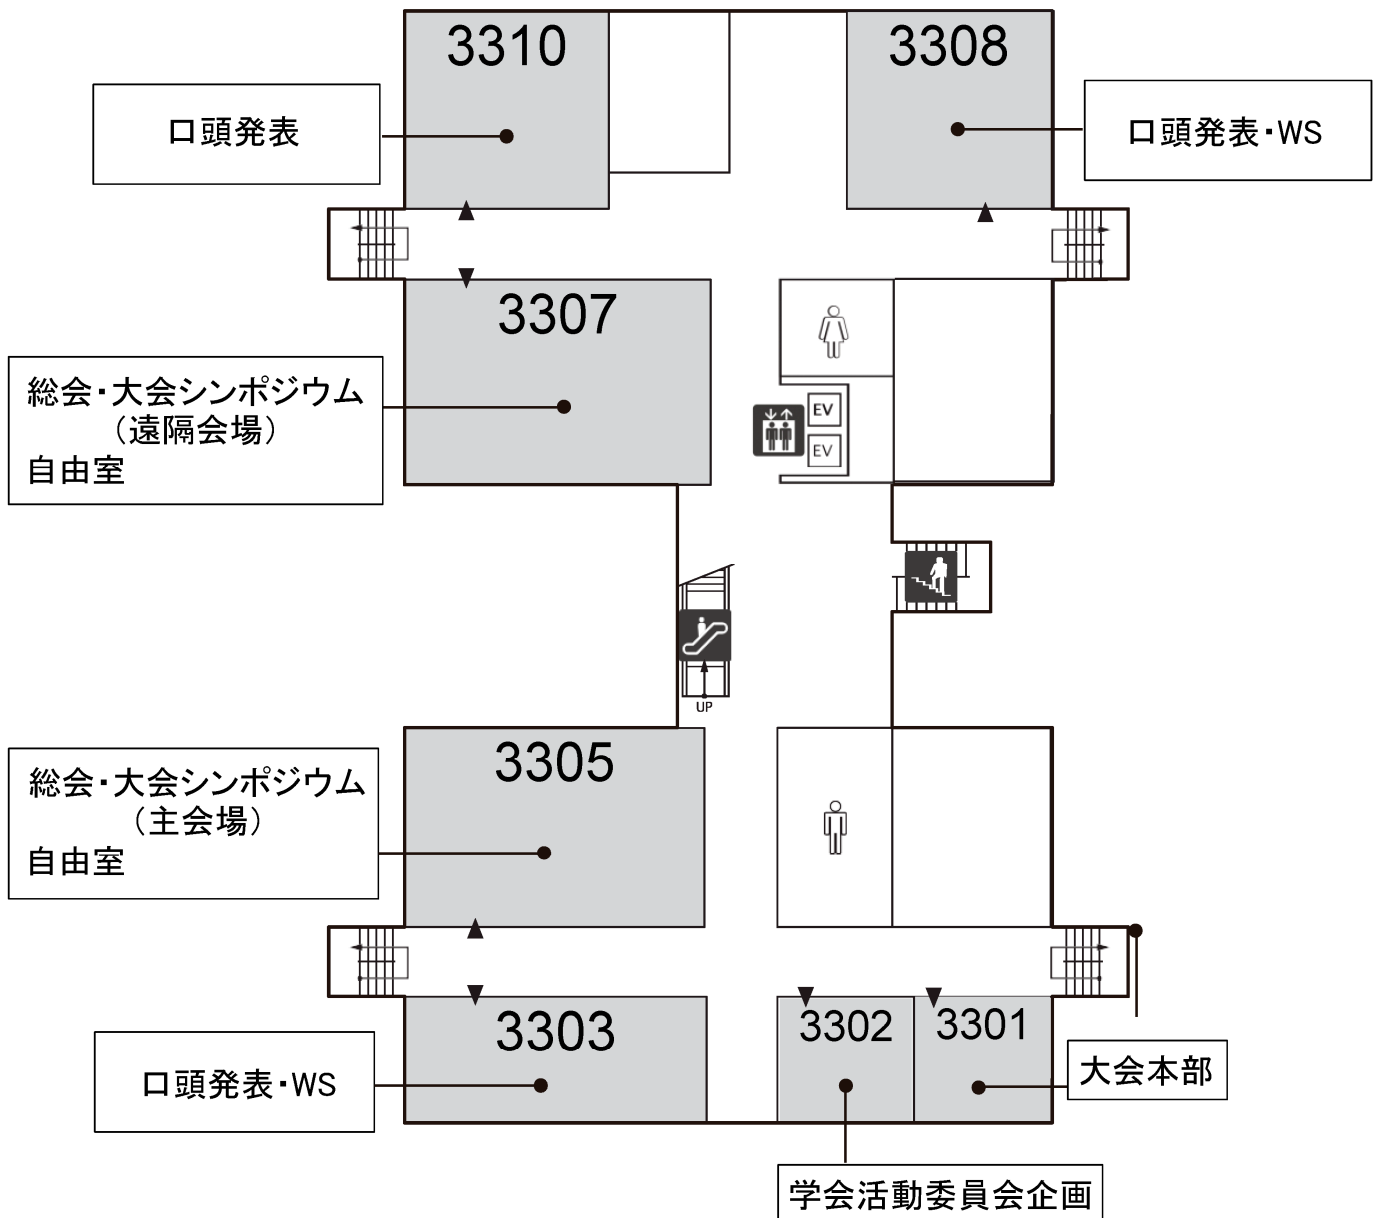 3310
3308
口頭発表
口頭発表・WS
3307
総会・大会シンポジウム
（遠隔会場）
自由室
EV
EV
UP
3305
総会・大会シンポジウム
（主会場）
自由室
3303
3302
3301
口頭発表・WS
大会本部
学会活動委員会企画